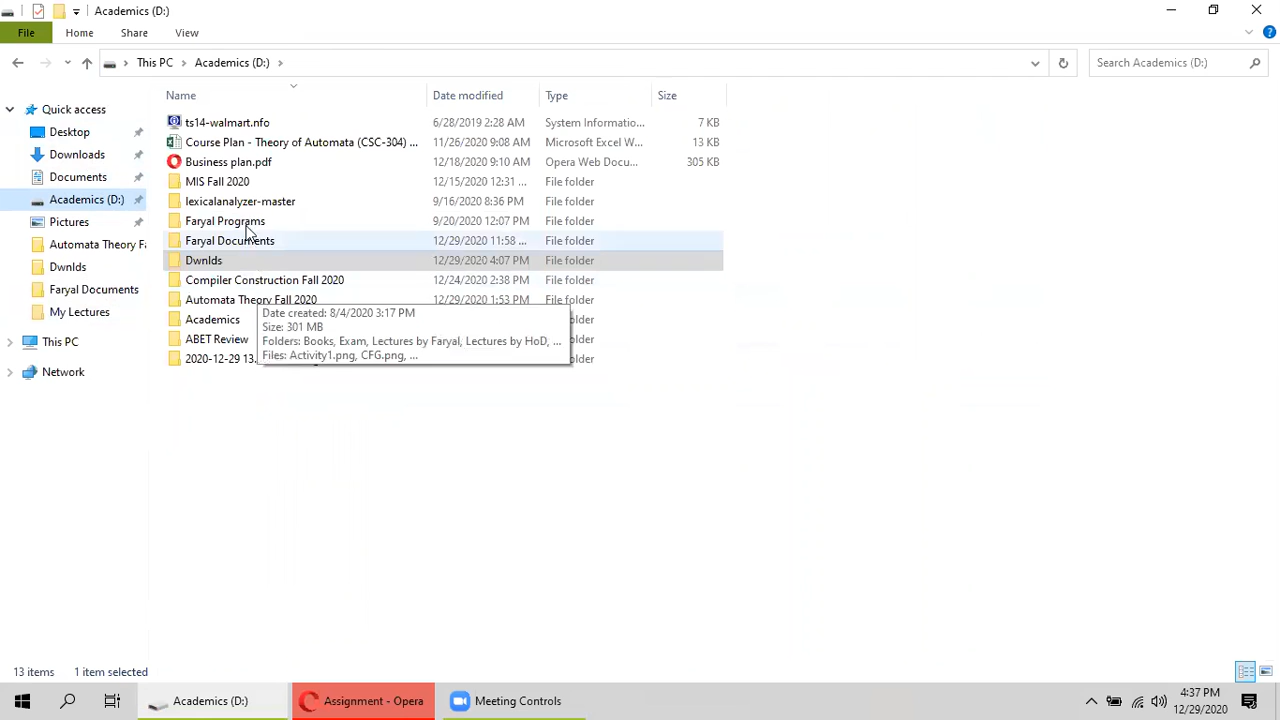 Academics (D:)
File Home Share View
This PC Academics (D:) Search Academics (D:)
Name Date modified Type Size
Quick access
Desktop
Downloads
Documents
Academics (D:)
Pictures
Automata Theory Fa
Dwnlds
Faryal Documents
My Lectures
This PC
Network
ts14-walmart.nfo 6/28/2019 2:28 AM System Informatio... 7 KB
Course Plan - Theory of Automata (CSC-304) ... 11/26/2020 9:08 AM Microsoft Excel W... 13 KB
Business plan.pdf 12/18/2020 9:10 AM Opera Web Docu... 305 KB
MIS Fall 2020 12/15/2020 12:31 ... File folder
lexicalanalyzer-master 9/16/2020 8:36 PM File folder
Faryal Programs 9/20/2020 12:07 PM File folder
Faryal Documents 12/29/2020 11:58 ... File folder
Dwnlds 12/29/2020 4:07 PM File folder
Compiler Construction Fall 2020 12/24/2020 2:38 PM File folder
Automata Theory Fall 2020 12/29/2020 1:53 PM File folder
Academics File folder
ABET Review File folder
2020-12-29 File folder
Date created: 8/4/2020 3:17 PM
Size: 301 MB
Folders: Books, Exam, Lectures by Faryal, Lectures by HoD, ...
Files: Activity1.png, CFG.png, ...
13 items 1 item selected
Academics (D:) Assignment - Opera Meeting Controls 4:37 PM
12/29/2020